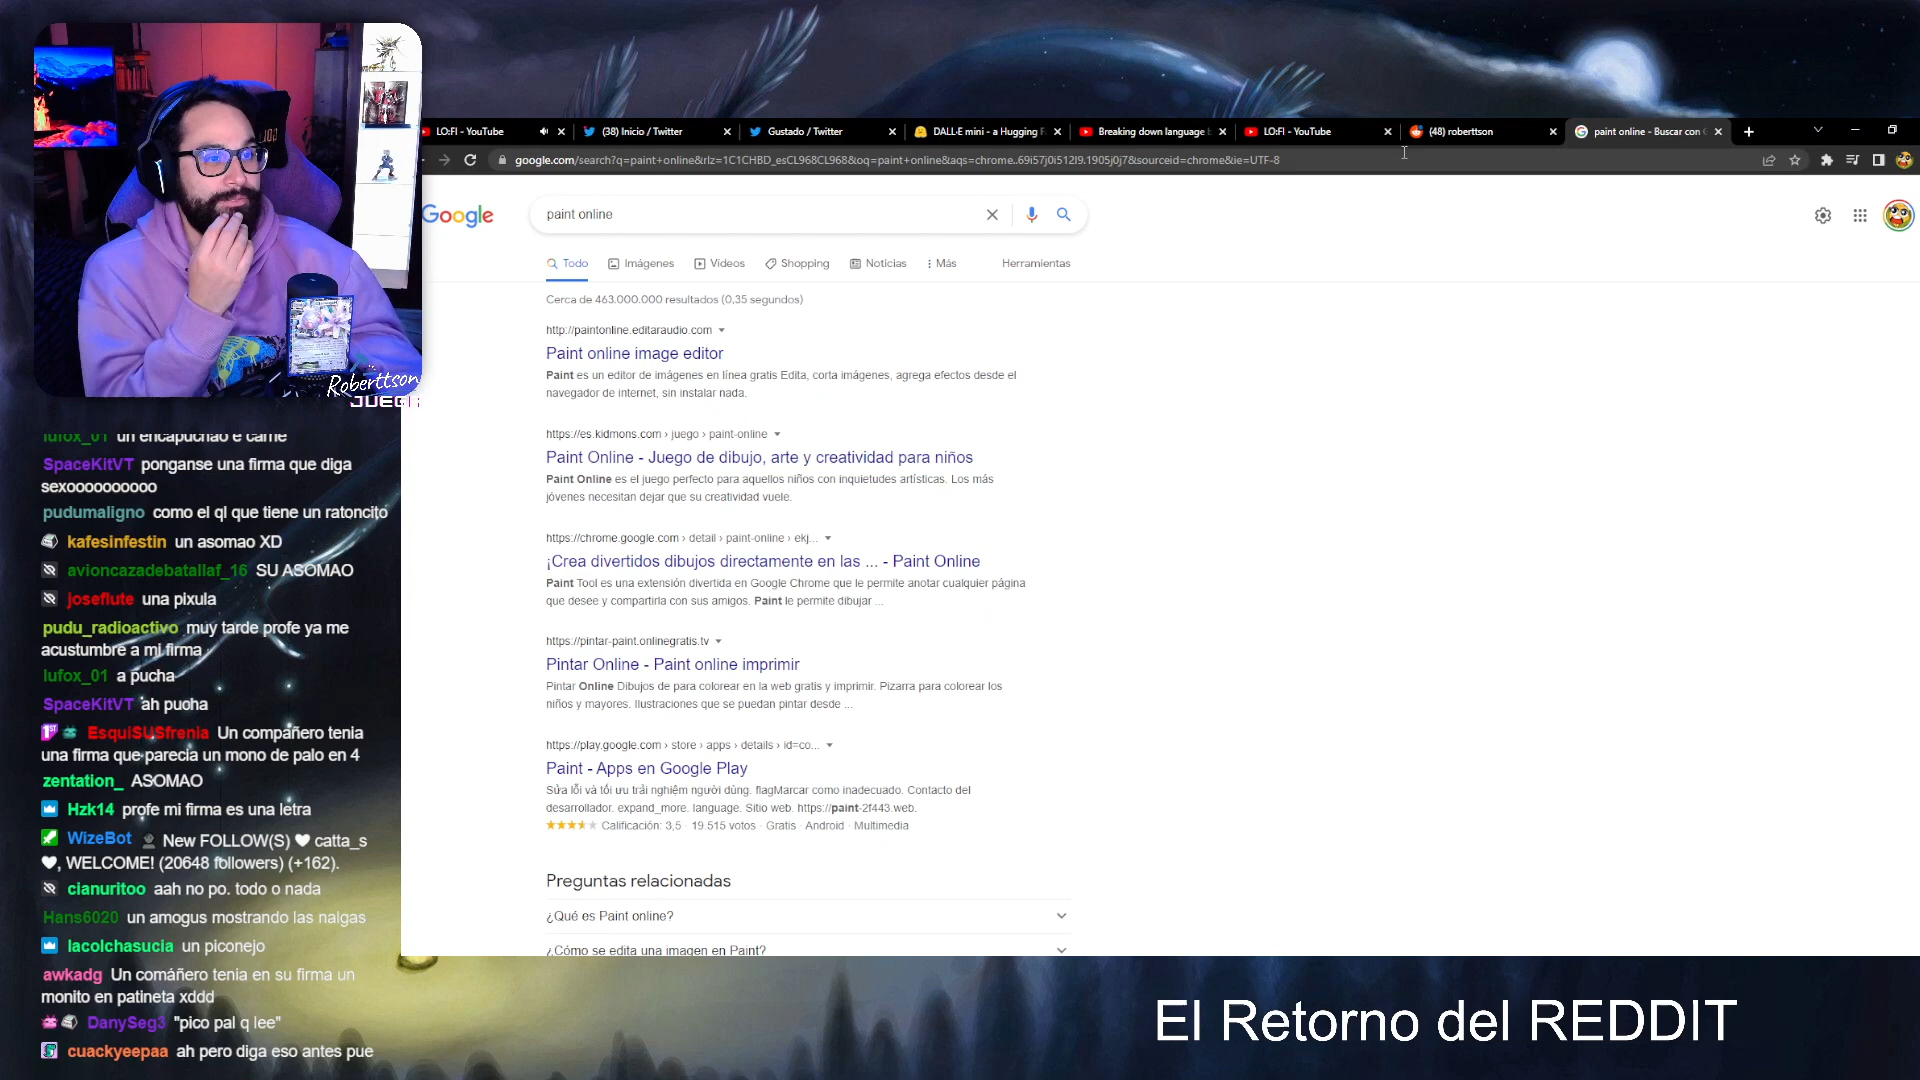 LO:FI - YouTube
(38) Inicio / Twitter
Gustado / Twitter
DALL·E mini - a Hugging F
Breaking down language
LO:FI - YouTube
(48) roberttson
paint online - Buscar con G
google.com/search?q=paint+online&rlz=1C1CHBD_esCL968CL968&oq=paint+online&aqs=chrome..69i57j0i512l9.1905j0j7&sourceid=chrome&ie=UTF-8
Google
paint online
Todo
Imágenes
Videos
Shopping
Noticias
Más
Herramientas
Cerca de 463.000.000 resultados (0,35 segundos)
http://paintonline.editaraudio.com
Paint online image editor
Paint es un editor de imágenes en línea gratis Edita, corta imágenes, agrega efectos desde el
navegador de internet, sin instalar nada.
https://es.kidmons.com › juego › paint-online
Paint Online - Juego de dibujo, arte y creatividad para niños
Paint Online es el juego perfecto para aquellos niños con inquietudes artísticas. Los más
jóvenes necesitan dejar que su creatividad vuele.
https://chrome.google.com › detail › paint-online › ekj...
¡Crea divertidos dibujos directamente en las ... - Paint Online
Paint Tool es una extensión divertida en Google Chrome que le permite anotar cualquier página
que desee y compartirla con sus amigos. Paint le permite dibujar ...
https://pintar-paint.onlinegratis.tv
Pintar Online - Paint online imprimir
Pintar Online Dibujos de para colorear en la web gratis y imprimir. Pizarra para colorear los
niños y mayores. Ilustraciones que se puedan pintar desde ...
https://play.google.com › store › apps › details › id=co...
Paint - Apps en Google Play
Sửa lỗi và tối ưu trải nghiệm người dùng. flagMarcar como inadecuado. Contacto del
desarrollador. expand_more. language. Sitio web. https://paint-2f443.web.
Calificación: 3,5 · 19.515 votos · Gratis · Android · Multimedia
Preguntas relacionadas
¿Qué es Paint online?
¿Cómo se edita una imagen en Paint?
Roberttson
JUEGA
lufox_01 un encapuchao e carne
SpaceKitVT ponganse una firma que diga
sexoooooooooo
pudumaligno como el ql que tiene un ratoncito
kafesinfestin un asomao XD
avioncazadebatallaf_16 SU ASOMAO
joseflute una pixula
pudu_radioactivo muy tarde profe ya me
acustumbre a mi firma
lufox_01 a pucha
SpaceKitVT ah pucha
1ST EsquiSUSfrenia Un compañero tenia
una firma que parecia un mono de palo en 4
zentation_ ASOMAO
Hzk14 profe mi firma es una letra
WizeBot New FOLLOW(S) ♥ catta_s
♥, WELCOME! (20648 followers) (+162).
cianuritoo aah no po. todo o nada
Hans6020 un amogus mostrando las nalgas
lacolchasucia un piconejo
awkadg Un comáñero tenia en su firma un
monito en patineta xddd
DanySeg3 "pico pal q lee"
cuackyeepaa ah pero diga eso antes pue
El Retorno del REDDIT